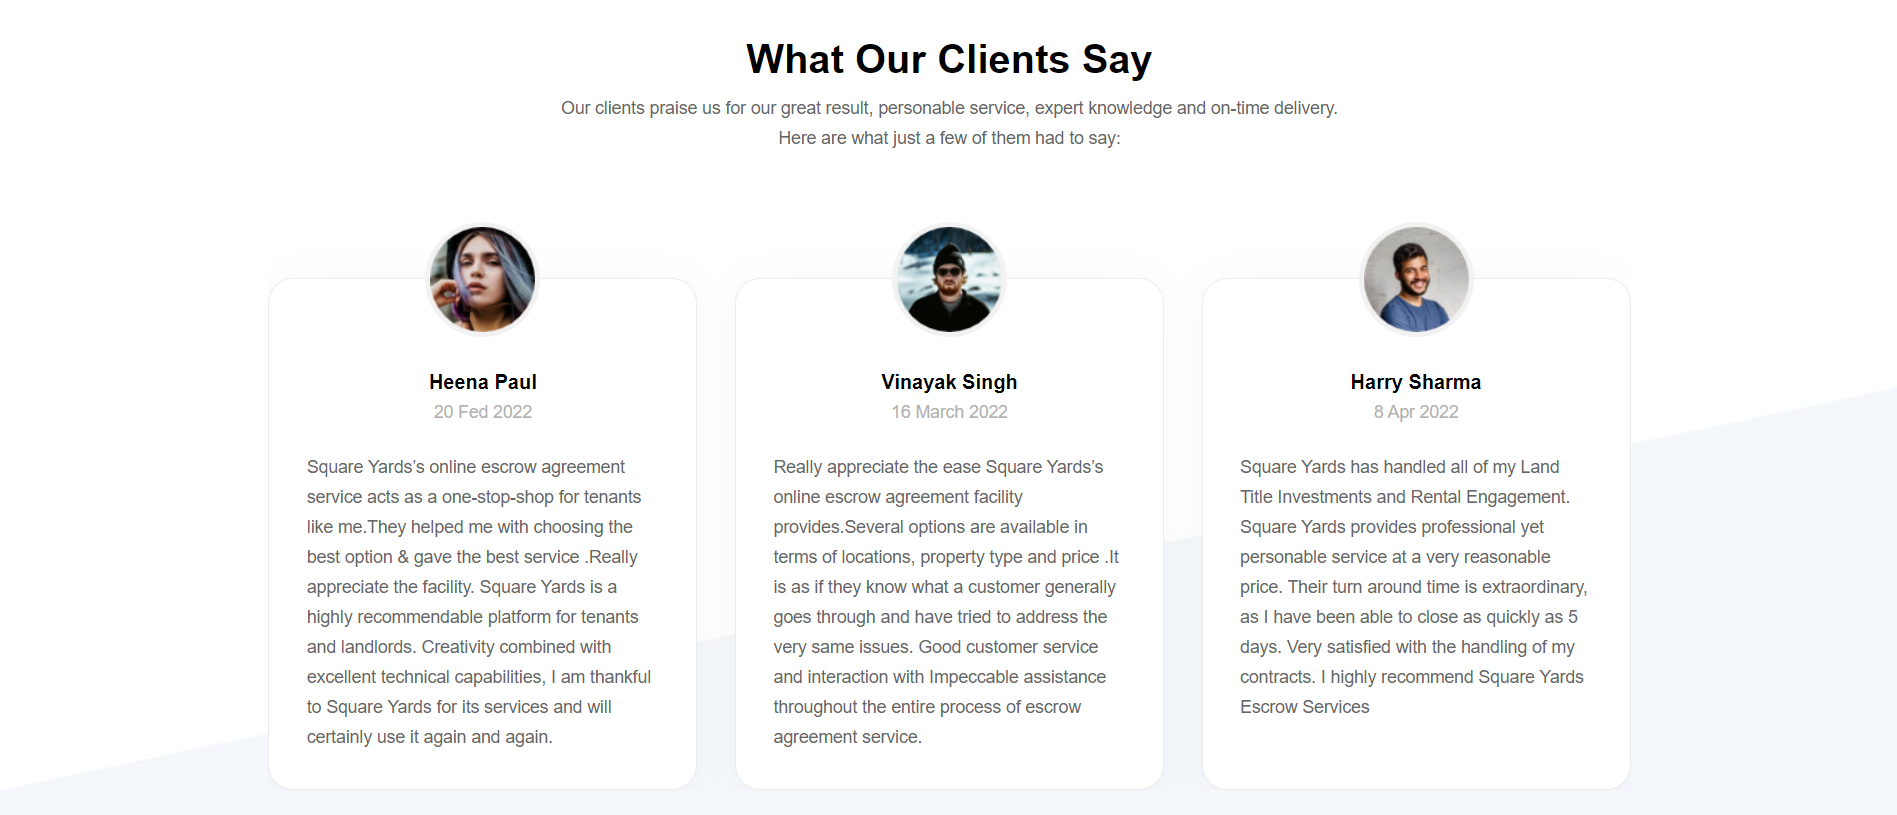 What Our Clients Say
Our clients praise us for our great result, personable service, expert knowledge and on-time delivery.
Here are what just a few of them had to say:
Heena Paul
20 Fed 2022
Square Yards’s online escrow agreement
service acts as a one-stop-shop for tenants
like me.They helped me with choosing the
best option & gave the best service .Really
appreciate the facility. Square Yards is a
highly recommendable platform for tenants
and landlords. Creativity combined with
excellent technical capabilities, I am thankful
to Square Yards for its services and will
certainly use it again and again.
Vinayak Singh
16 March 2022
Really appreciate the ease Square Yards’s
online escrow agreement facility
provides.Several options are available in
terms of locations, property type and price .It
is as if they know what a customer generally
goes through and have tried to address the
very same issues. Good customer service
and interaction with Impeccable assistance
throughout the entire process of escrow
agreement service.
Harry Sharma
8 Apr 2022
Square Yards has handled all of my Land
Title Investments and Rental Engagement.
Square Yards provides professional yet
personable service at a very reasonable
price. Their turn around time is extraordinary,
as I have been able to close as quickly as 5
days. Very satisfied with the handling of my
contracts. I highly recommend Square Yards
Escrow Services